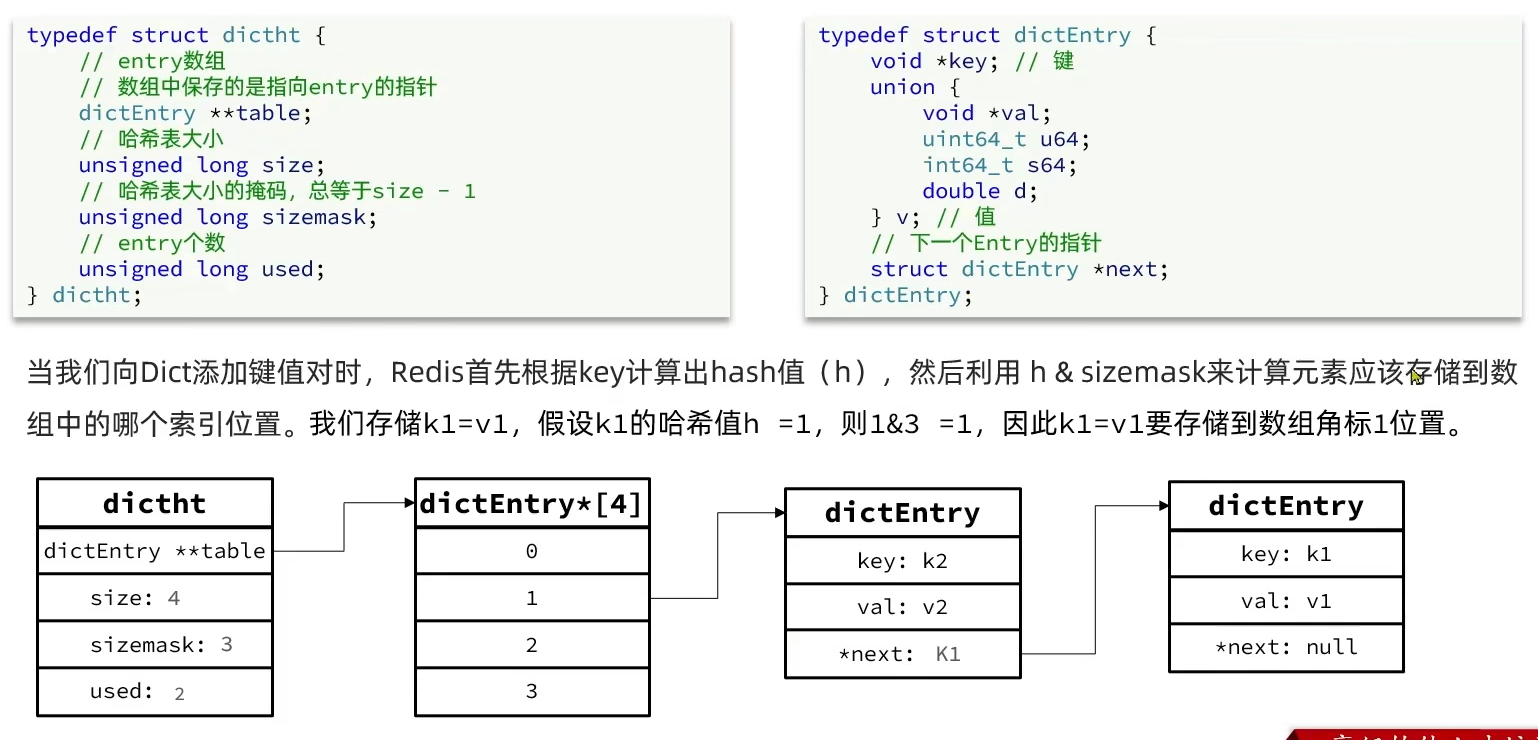 typedef struct dictht {
// entry数组
// 数组中保存的是指向entry的指针
dictEntry **table;
// 哈希表大小
unsigned long size;
// 哈希表大小的掩码，总等于size - 1
unsigned long sizemask;
// entry个数
unsigned long used;
} dictht;
typedef struct dictEntry {
void *key; // 键
union {
void *val;
uint64_t u64;
int64_t s64;
double d;
} v; // 值
// 下一个Entry的指针
struct dictEntry *next;
} dictEntry;
当我们向Dict添加键值对时，Redis首先根据key计算出hash值（h），然后利用 h & sizemask来计算元素应该存储到数
组中的哪个索引位置。我们存储k1=v1，假设k1的哈希值h =1，则1&3 =1，因此k1=v1要存储到数组角标1位置。
dictht
dictEntry **table
size: 4
sizemask: 3
used: 2
dictEntry*[4]
0
1
2
3
dictEntry
key: k2
val: v2
*next: K1
dictEntry
key: k1
val: v1
*next: null